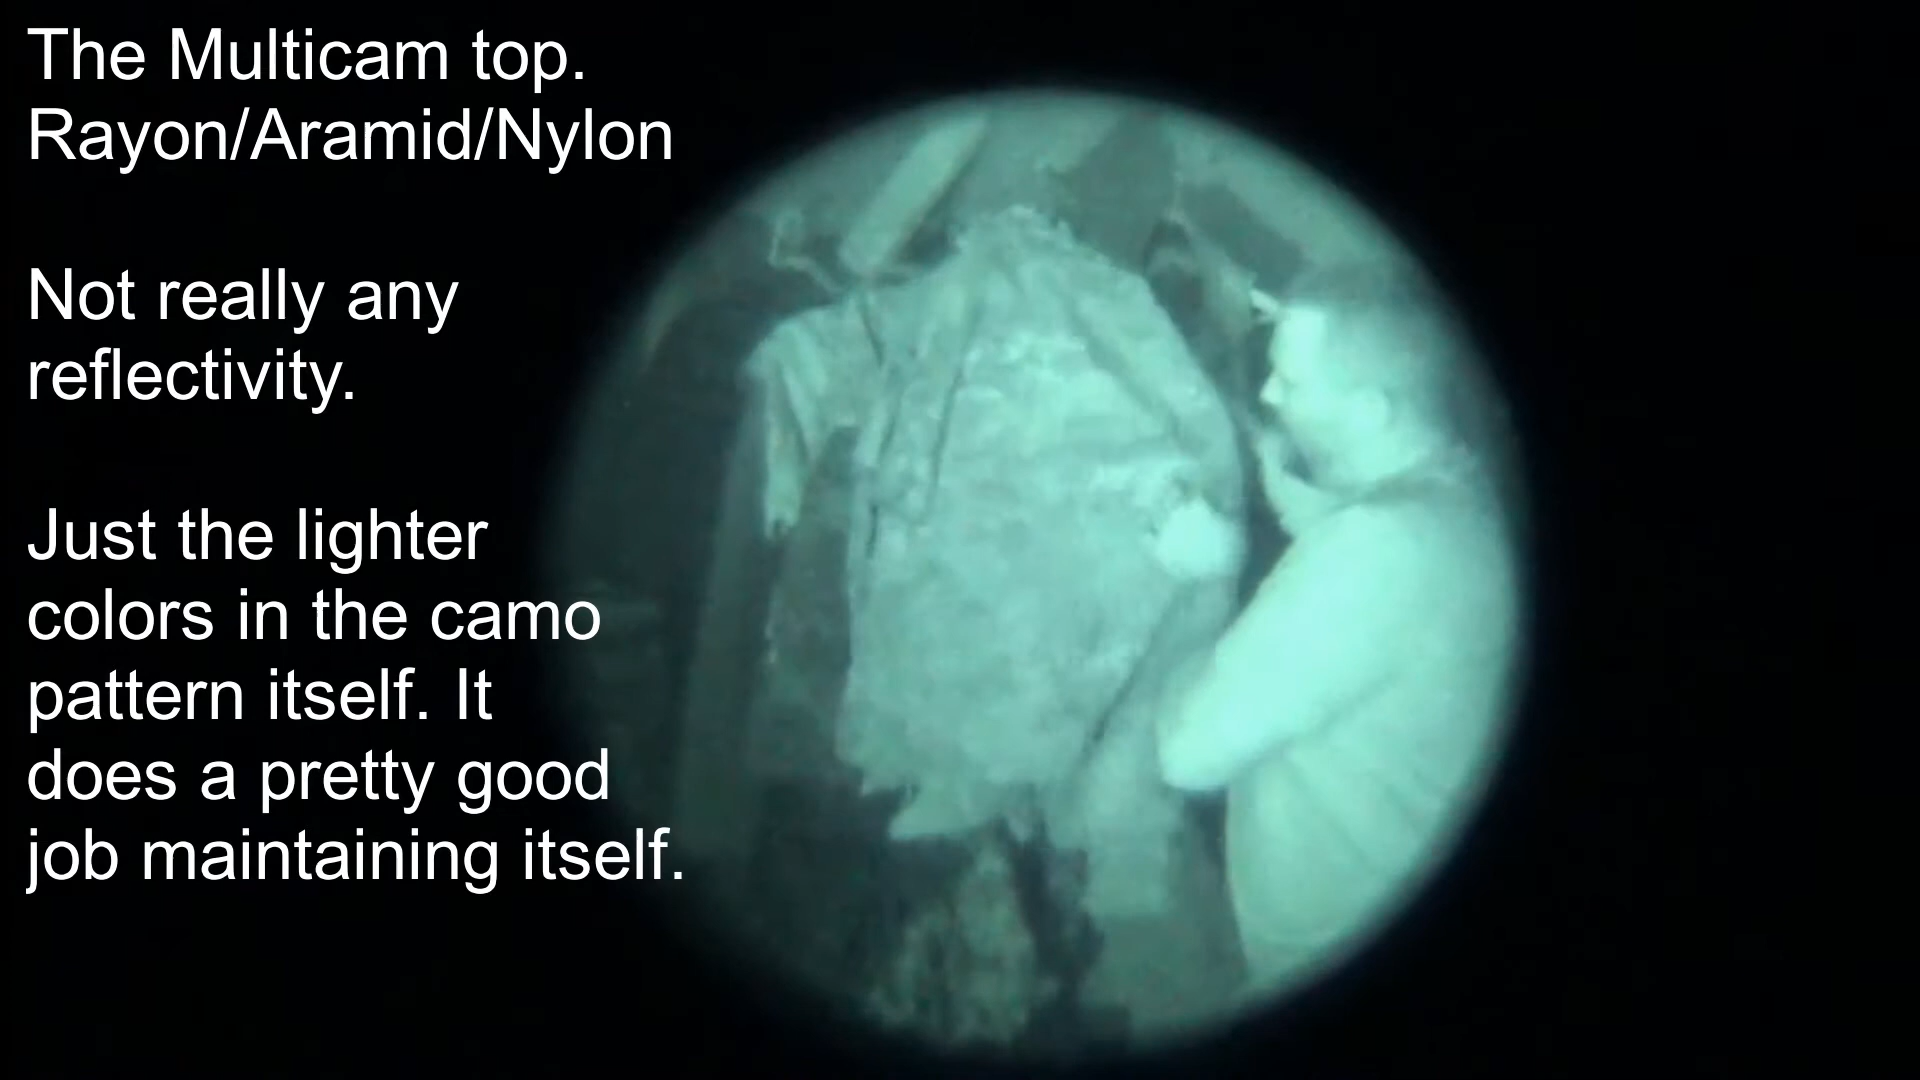 The Multicam top.
Rayon/Aramid/Nylon
Not really any
reflectivity.
Just the lighter
colors in the camo
pattern itself. It
does a pretty good
job maintaining itself.